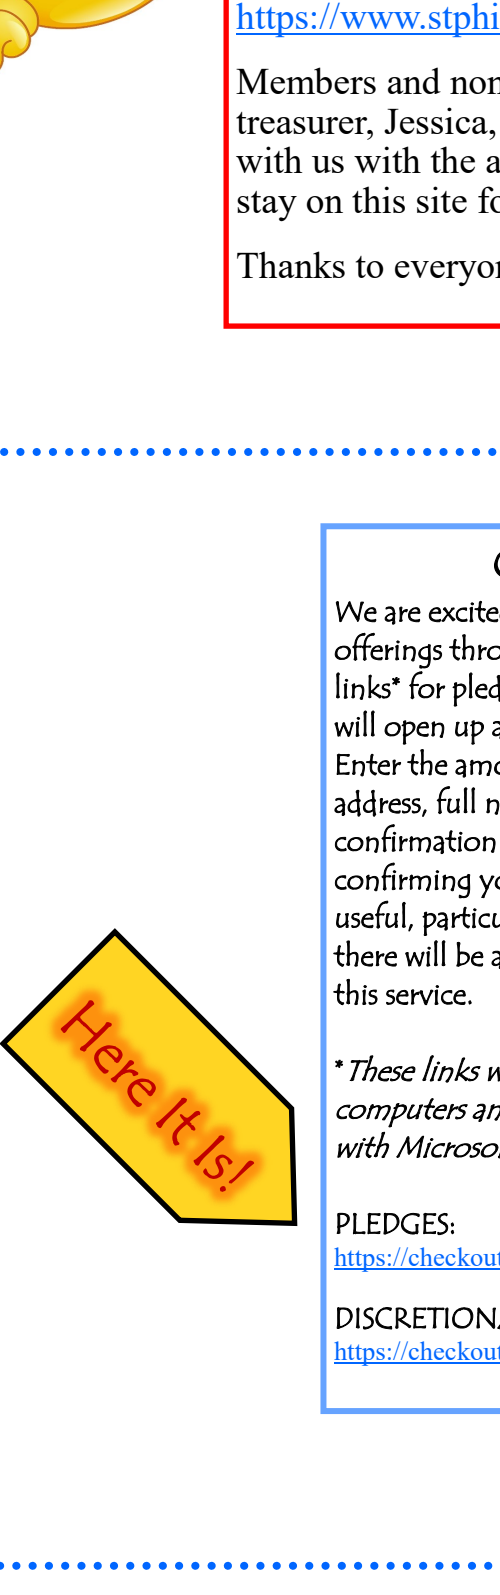 https://www.stphi
Members and non
treasurer, Jessica,
with us with the a
stay on this site fo
Thanks to everyon
We are excite
offerings thro
links* for pled
will open up a
Enter the amo
address, full n
confirmation
confirming yo
useful, particu
there will be a
this service.
*These links w
computers an
with Microso
Here It Is!
PLEDGES:
https://checkout
DISCRETIONA
https://checkout